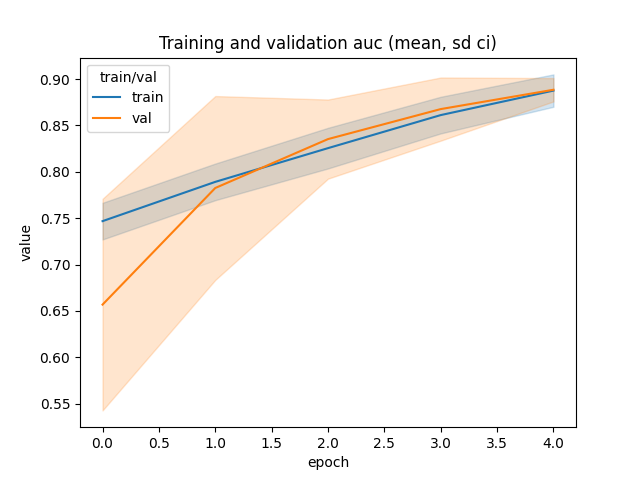 Training and validation auc (mean, sd ci)
train/val
train
val
value
0.90
0.85
0.80
0.75
0.70
0.65
0.60
0.55
0.0 0.5 1.0 1.5 2.0 2.5 3.0 3.5 4.0
epoch